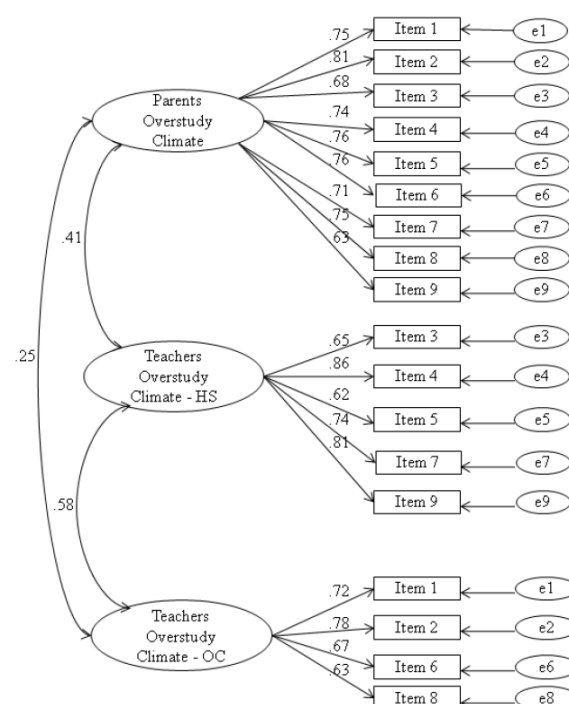 .75
Item 1
e1
.81
Item 2
e2
.68
Item 3
e3
Parents
Overstudy
Climate
.74
Item 4
e4
.76
Item 5
e5
.76
Item 6
e6
.71
Item 7
e7
.75
Item 8
e8
.63
Item 9
e9
.41
.25
.65
Item 3
e3
Teachers
Overstudy
Climate - HS
.86
Item 4
e4
.62
Item 5
e5
.74
Item 7
e7
.81
Item 9
e9
.58
.72
Item 1
e1
Teachers
Overstudy
Climate - OC
.78
Item 2
e2
.67
Item 6
e6
.63
Item 8
e8